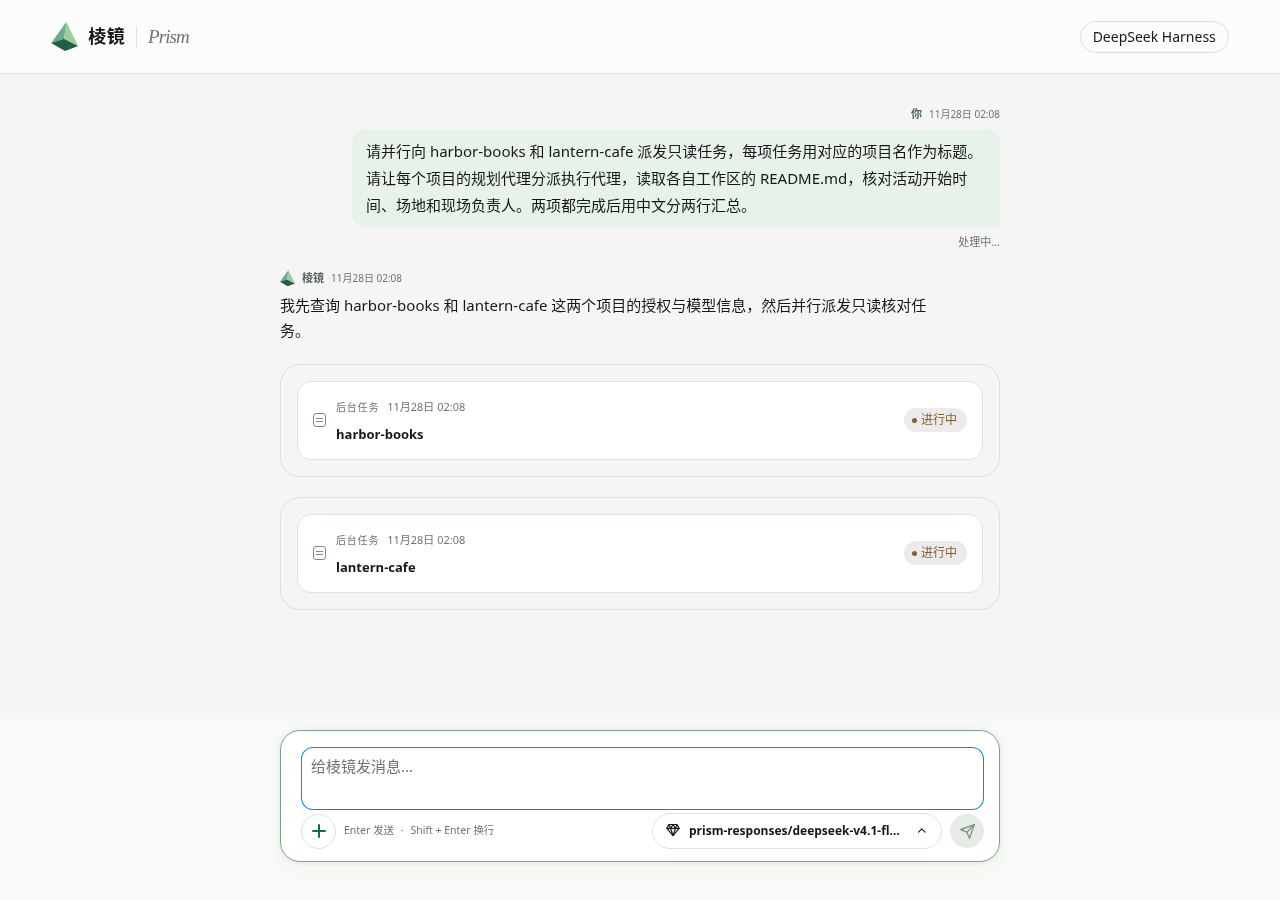 棱镜 Prism
DeepSeek Harness
你 11月28日 02:08
请并行向 harbor-books 和 lantern-cafe 派发只读任务，每项任务用对应的项目名作为标题。
请让每个项目的规划代理分派执行代理，读取各自工作区的 README.md，核对活动开始时
间、场地和现场负责人。两项都完成后用中文分两行汇总。
处理中...
棱镜 11月28日 02:08
我先查询 harbor-books 和 lantern-cafe 这两个项目的授权与模型信息，然后并行派发只读核对任
务。
后台任务 11月28日 02:08
harbor-books
进行中
后台任务 11月28日 02:08
lantern-cafe
进行中
给棱镜发消息...
Enter 发送 · Shift + Enter 换行
prism-responses/deepseek-v4.1-fl...